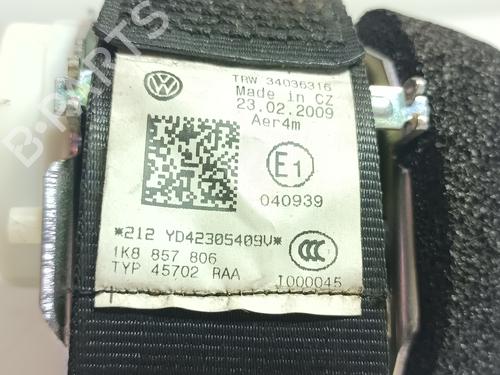 TRW 34036316
Made in CZ
23.02.2009
Aer4m
E1
040939
*212 YD42305409V*
1K8 857 806
TYP 45702 RAA
CCC
I000045
B-PARTS